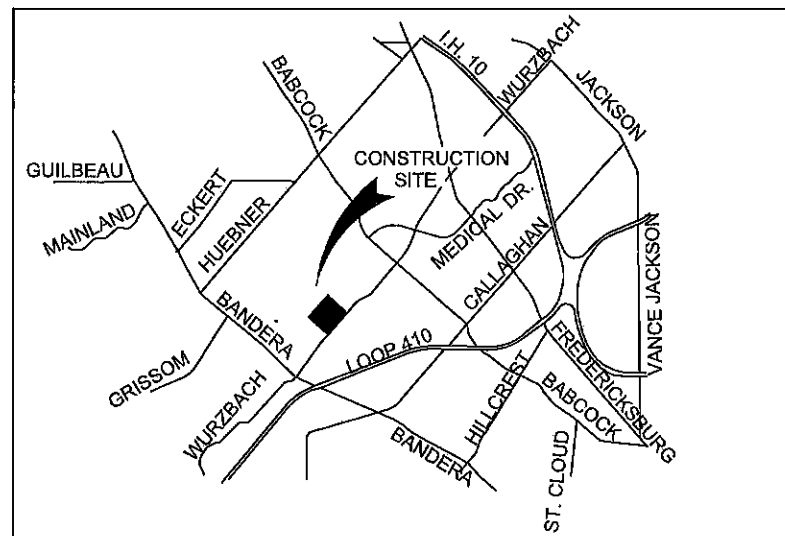 I.H. 10
WURZBACH
BABCOCK
JACKSON
CONSTRUCTION
SITE
GUILBEAU
ECKERT
MAINLAND
HUEBNER
MEDICAL DR.
CALLAGHAN
VANCE JACKSON
BANDERA
LOOP 410
GRISSOM
WURZBACH
FREDERICKSBURG
HILLCREST
BABCOCK
BANDERA
ST. CLOUD